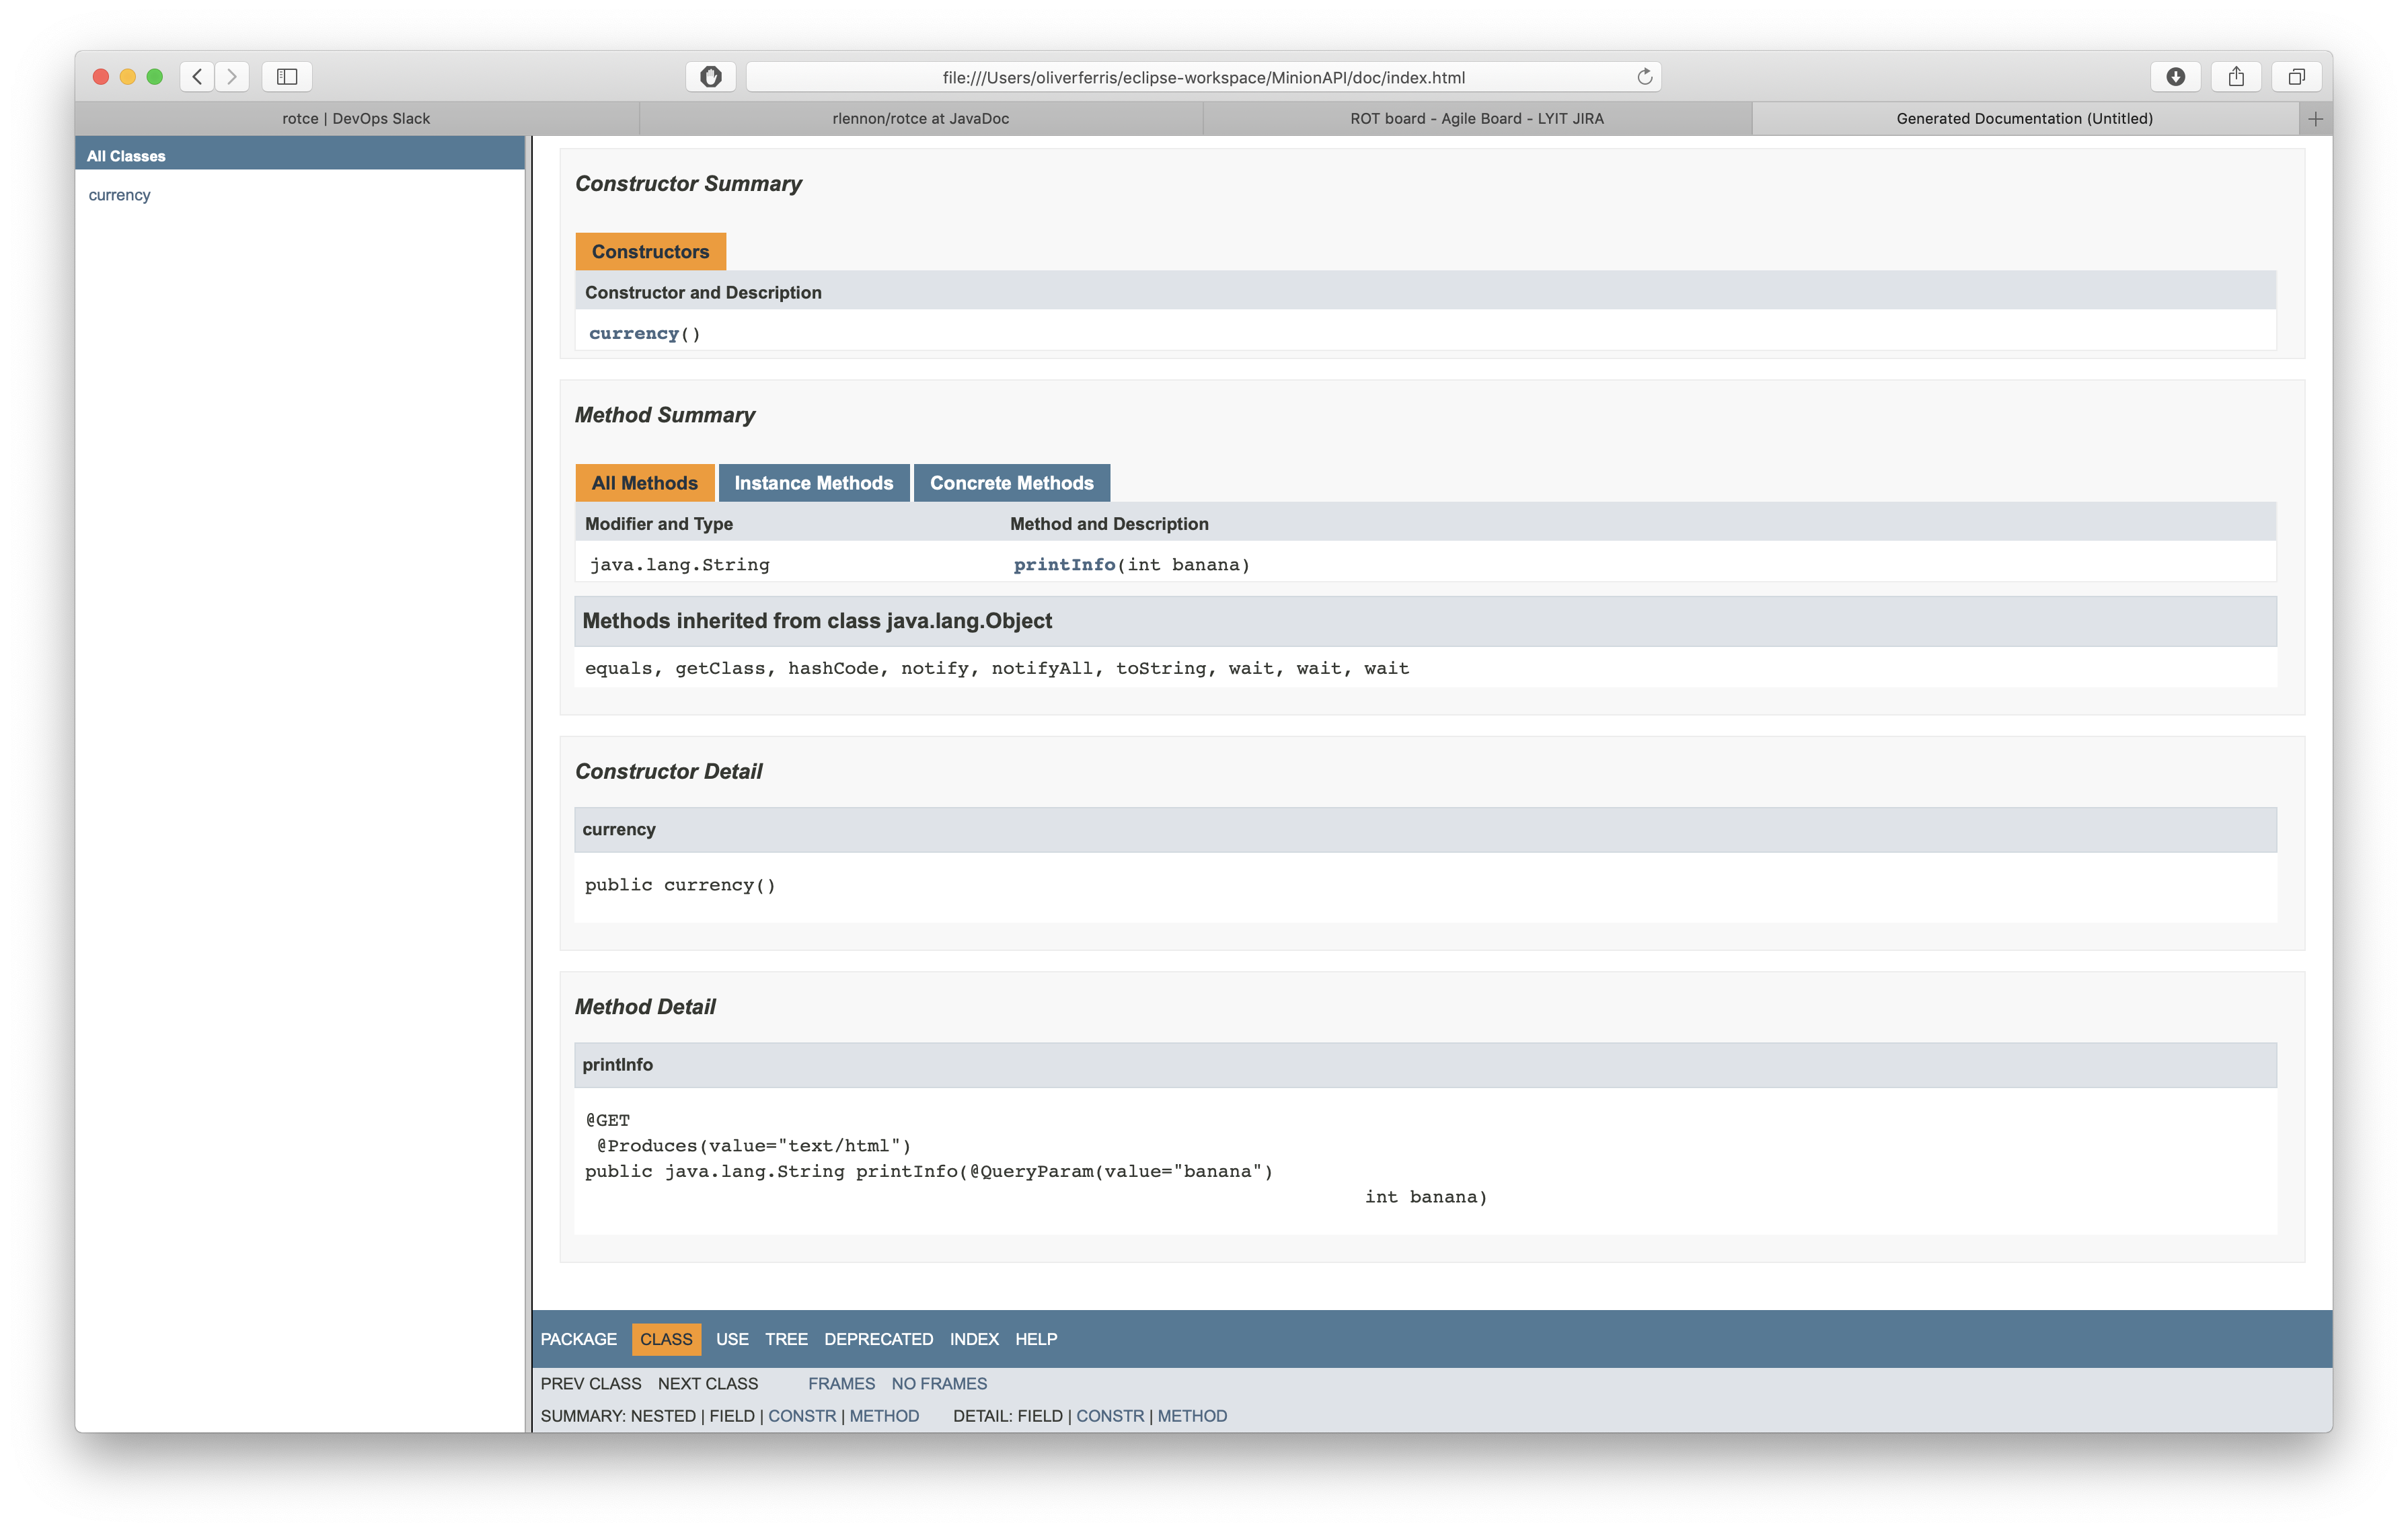 file:///Users/oliverferris/eclipse-workspace/MinionAPI/doc/index.html
rotce | DevOps Slack
rlennon/rotce at JavaDoc
ROT board - Agile Board - LYIT JIRA
Generated Documentation (Untitled)
All Classes
currency
Constructor Summary
Constructors
Constructor and Description
currency()
Method Summary
All Methods Instance Methods Concrete Methods
Modifier and Type Method and Description
java.lang.String printInfo(int banana)
Methods inherited from class java.lang.Object
equals, getClass, hashCode, notify, notifyAll, toString, wait, wait, wait
Constructor Detail
currency
public currency()
Method Detail
printInfo
@GET
@Produces(value="text/html")
public java.lang.String printInfo(@QueryParam(value="banana")
int banana)
PACKAGE CLASS USE TREE DEPRECATED INDEX HELP
PREV CLASS NEXT CLASS FRAMES NO FRAMES
SUMMARY: NESTED | FIELD | CONSTR | METHOD DETAIL: FIELD | CONSTR | METHOD